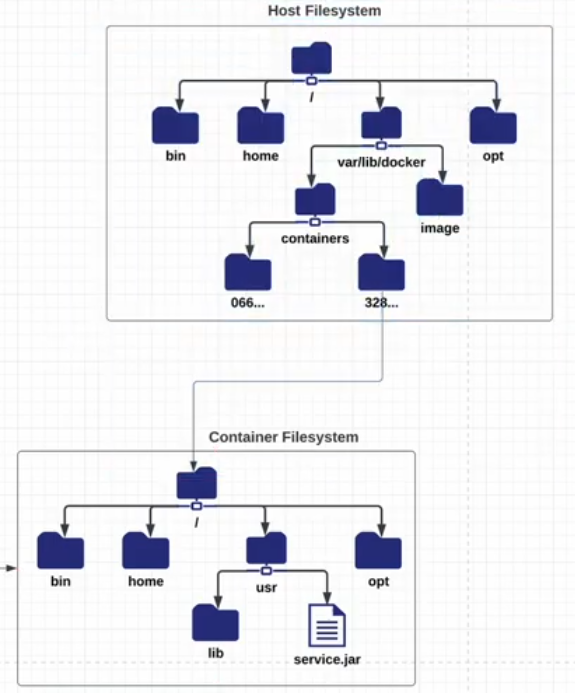 Host Filesystem
/
bin
home
var/lib/docker
opt
containers
image
066...
328...
Container Filesystem
/
bin
home
usr
opt
lib
service.jar